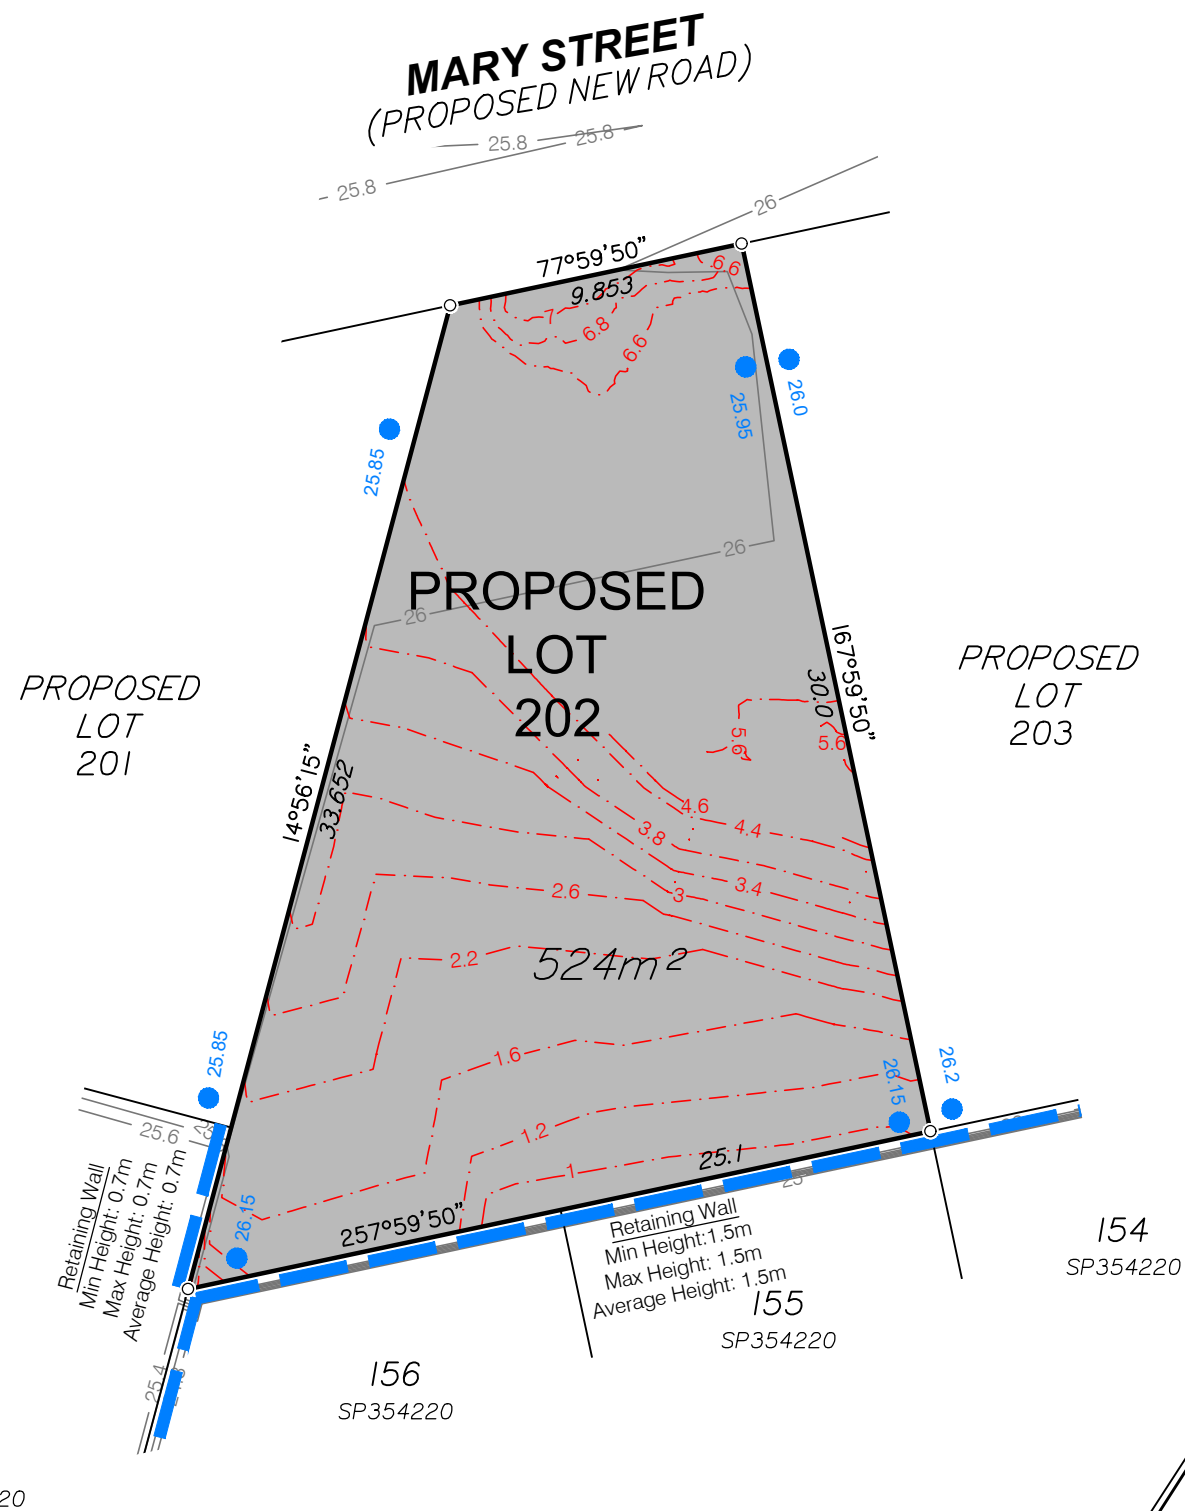 MARY STREET
(PROPOSED NEW ROAD)
25.8
25.8
25.8
26
77°59'50"
9.853
6.6
7
6.8
6.6
26.0
25.95
25.85
26
26
PROPOSED
LOT
202
PROPOSED
LOT
201
PROPOSED
LOT
203
167°59'50"
30.0
5.6
5.6
14°56'15"
33.652
4.6
4.4
3.8
3.4
3
2.6
2.2
524m²
1.6
1.2
1
25.85
26.15
26.2
25.6
25.1
257°59'50"
26.15
25
Retaining Wall
Min Height: 0.7m
Max Height: 0.7m
Average Height: 0.7m
Retaining Wall
Min Height:1.5m
Max Height: 1.5m
Average Height: 1.5m
154
SP354220
155
SP354220
156
SP354220
25.4
20